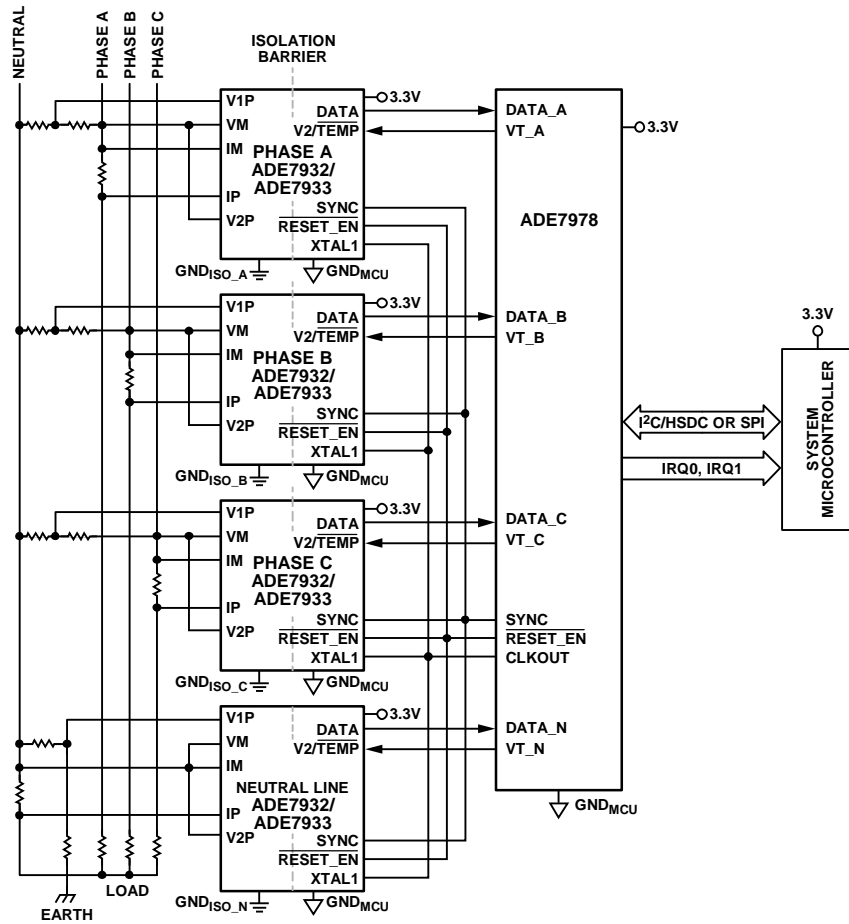 NEUTRAL
PHASE A
PHASE B
PHASE C
ISOLATION
BARRIER
V1P
VM
IM
IP
V2P
PHASE A
ADE7932/
ADE7933
DATA
V2/TEMP
SYNC
RESET_EN
XTAL1
3.3V
GNDISO_A
GNDMCU
V1P
VM
IM
IP
V2P
PHASE B
ADE7932/
ADE7933
DATA
V2/TEMP
SYNC
RESET_EN
XTAL1
3.3V
GNDISO_B
GNDMCU
V1P
VM
IM
IP
V2P
PHASE C
ADE7932/
ADE7933
DATA
V2/TEMP
SYNC
RESET_EN
XTAL1
3.3V
GNDISO_C
GNDMCU
V1P
VM
IM
IP
V2P
NEUTRAL LINE
ADE7932/
ADE7933
DATA
V2/TEMP
SYNC
RESET_EN
XTAL1
3.3V
GNDISO_N
GNDMCU
LOAD
EARTH
DATA_A
VT_A
3.3V
ADE7978
DATA_B
VT_B
DATA_C
VT_C
SYNC
RESET_EN
CLKOUT
DATA_N
VT_N
GNDMCU
I2C/HSDC OR SPI
IRQ0, IRQ1
3.3V
SYSTEM
MICROCONTROLLER